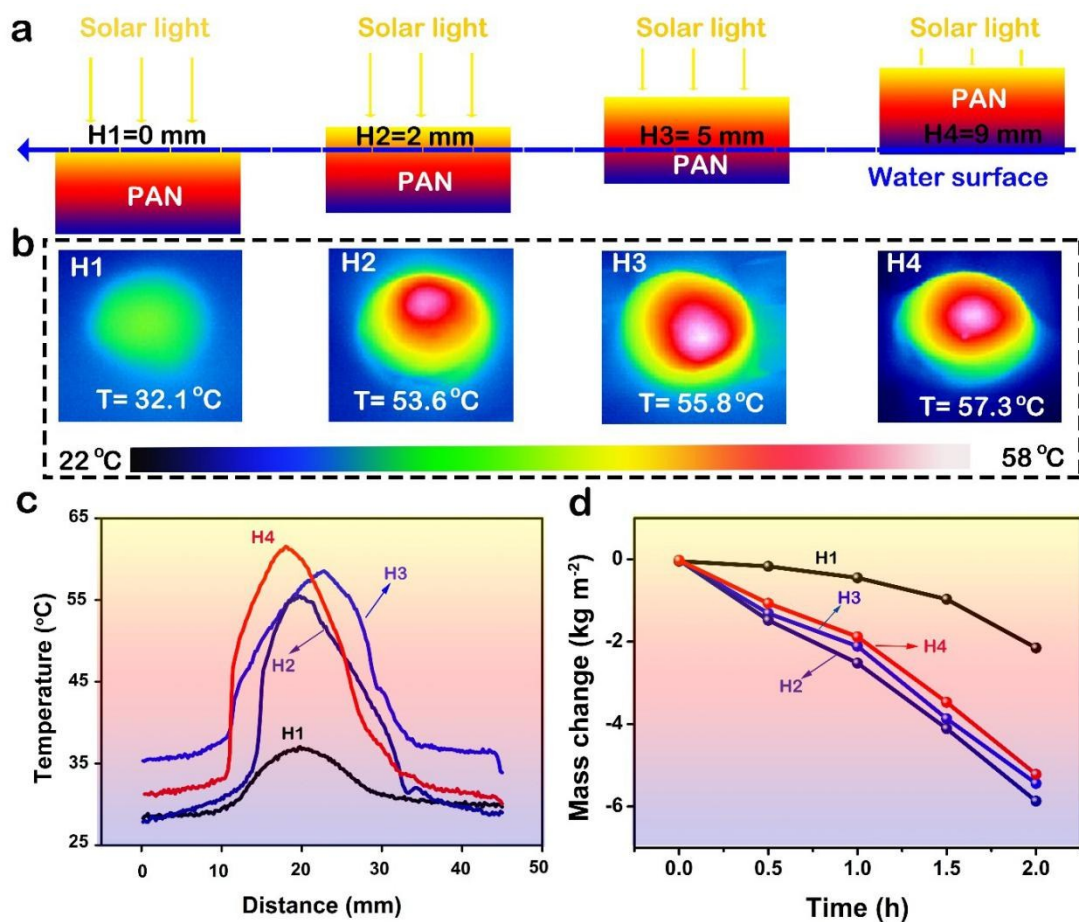 a
Solar light Solar light Solar light Solar light
H1=0 mm H2=2 mm H3= 5 mm H4=9 mm
PAN PAN PAN PAN
Water surface
b
H1 H2 H3 H4
T= 32.1 °C T= 53.6 °C T= 55.8 °C T= 57.3 °C
22 °C 58 °C
c
Temperature (°C)
65
55
45
35
25
H4
H3
H2
H1
0 10 20 30 40 50
Distance (mm)
d
Mass change (kg m⁻²)
0
-2
-4
-6
H1
H3
H4
H2
0.0 0.5 1.0 1.5 2.0
Time (h)